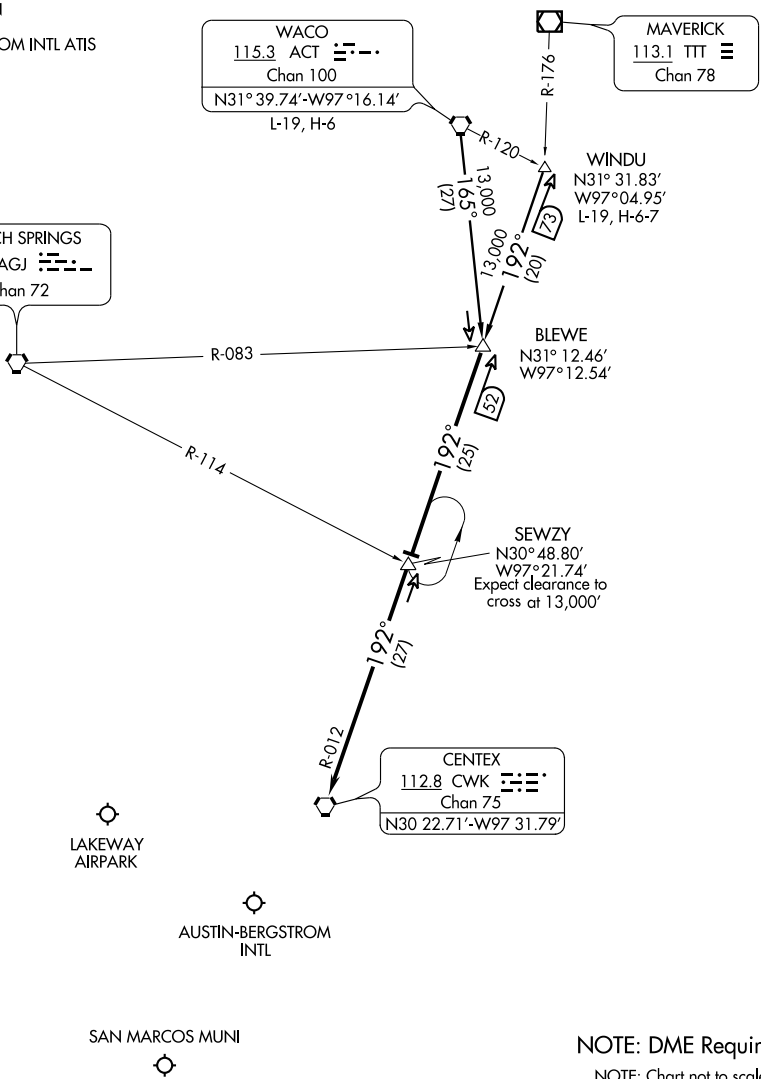 OM INTL ATIS
WACO
115.3 ACT
Chan 100
N31° 39.74′-W97°16.14′
L-19, H-6
MAVERICK
113.1 TTT
Chan 78
R-176
R-120
WINDU
N31° 31.83′
W97°04.95′
L-19, H-6-7
73
13,000
165°
(27)
13,000
192°
(20)
CH SPRINGS
AGJ
Chan 72
R-083
BLEWE
N31° 12.46′
W97°12.54′
52
192°
(25)
R-114
SEWZY
N30° 48.80′
W97°21.74′
Expect clearance to
cross at 13,000′
192°
(27)
R-012
CENTEX
112.8 CWK
Chan 75
N30 22.71′-W97 31.79′
LAKEWAY
AIRPARK
AUSTIN-BERGSTROM
INTL
SAN MARCOS MUNI
NOTE: DME Requir
NOTE: Chart not to scale